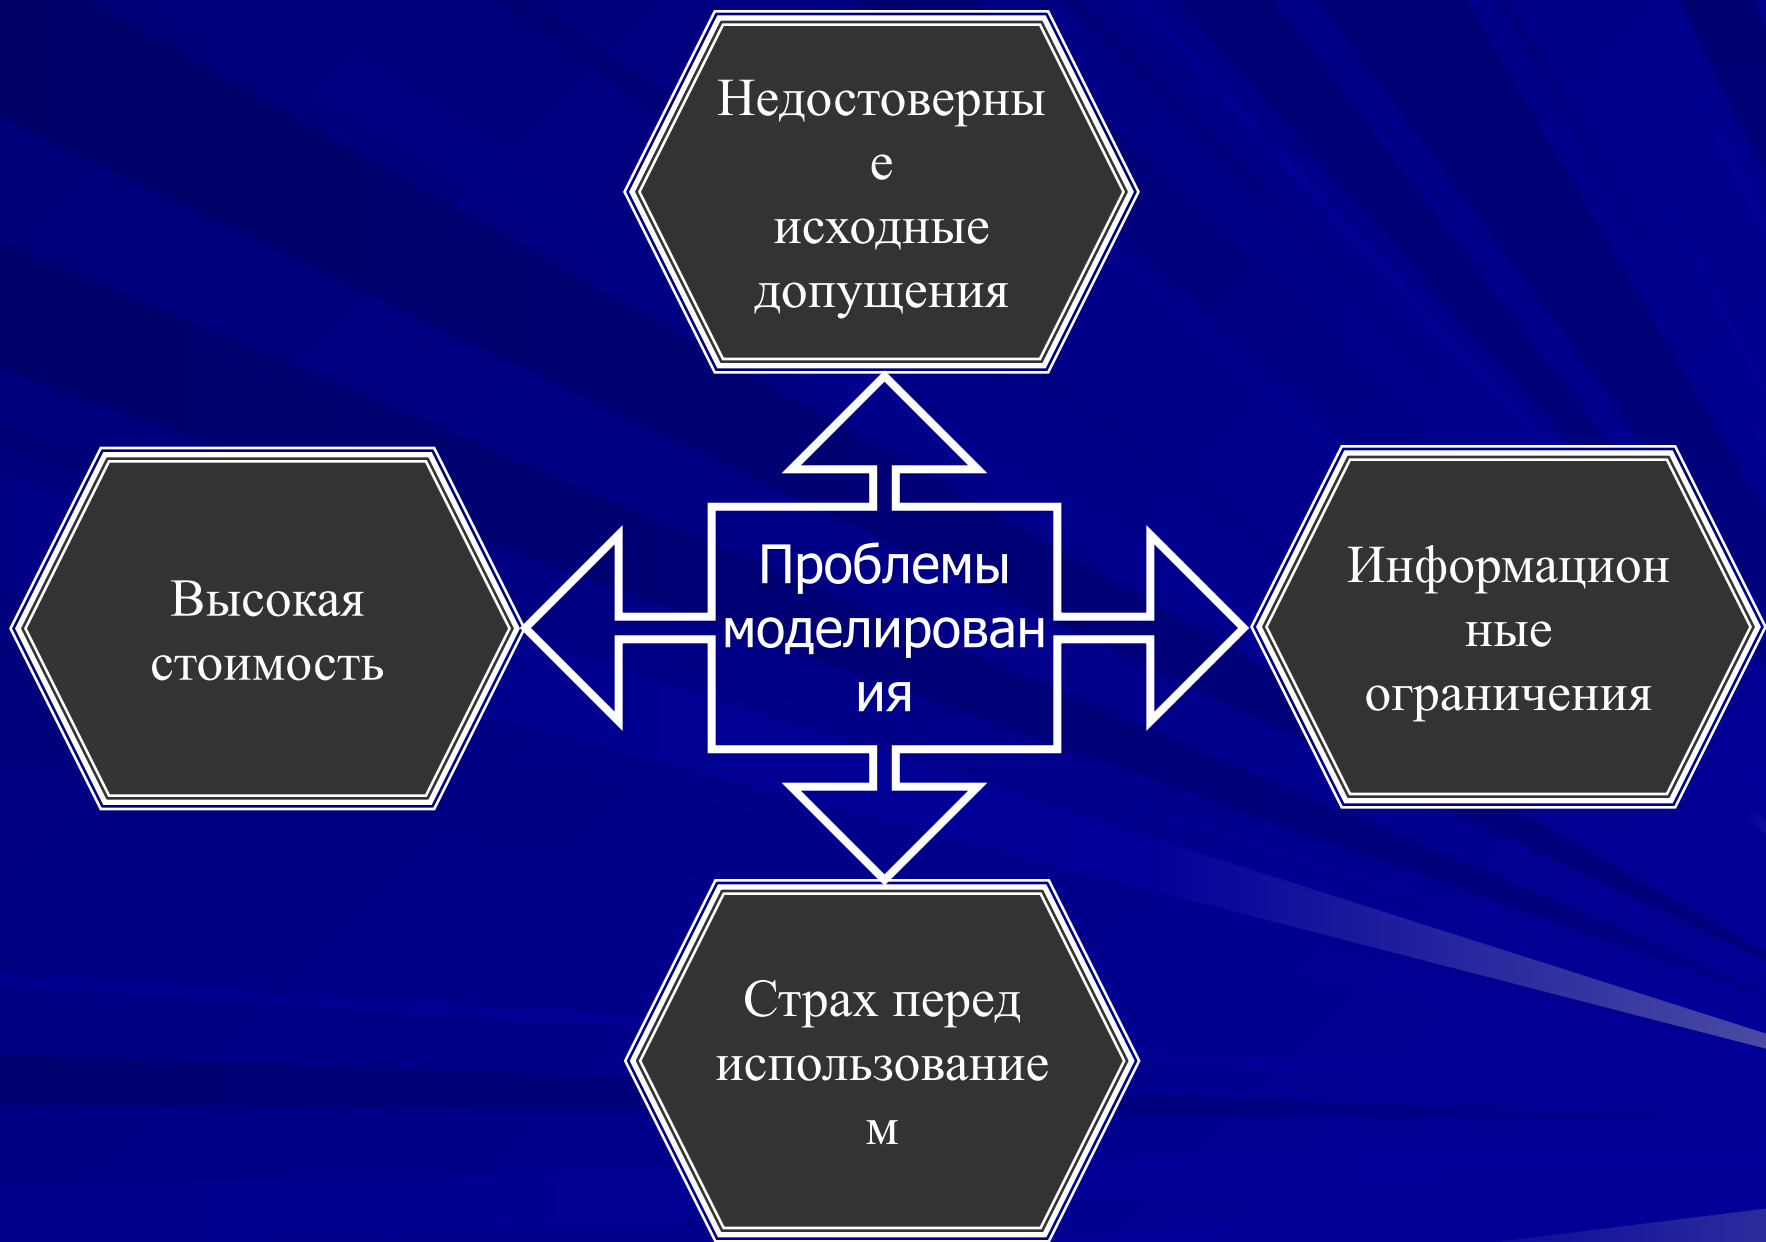 Недостоверны
е
исходные
допущения
Высокая
стоимость
Проблемы
моделирован
ия
Информацион
ные
ограничения
Страх перед
использование
м